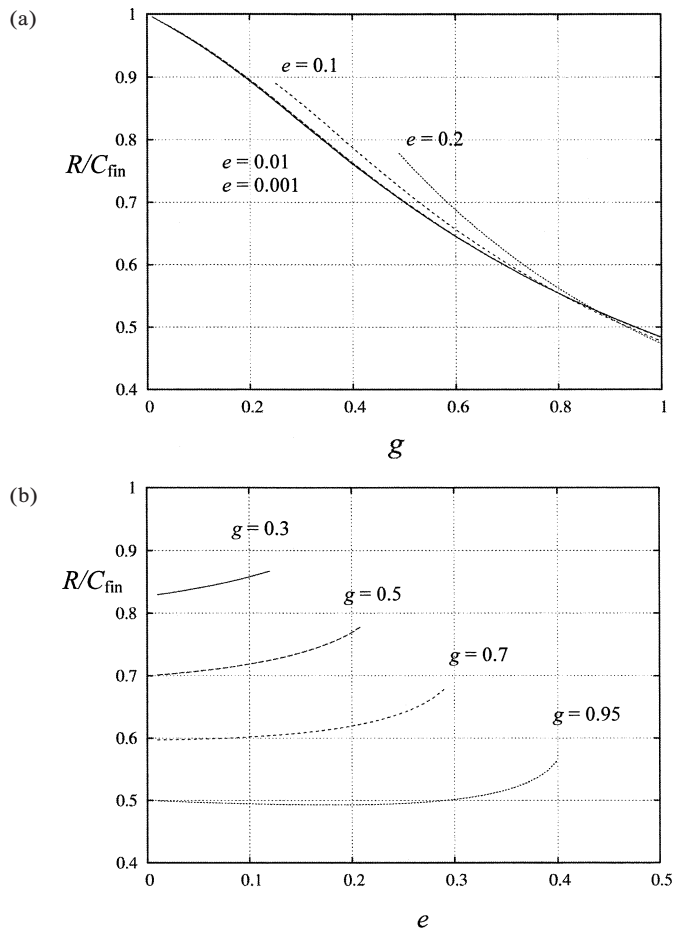 (a)
1
0.9
0.8
0.7
0.6
0.5
0.4
R/C_fin
e = 0.1
e = 0.2
e = 0.01
e = 0.001
0 0.2 0.4 0.6 0.8 1
g
(b)
1
0.9
0.8
0.7
0.6
0.5
0.4
R/C_fin
g = 0.3
g = 0.5
g = 0.7
g = 0.95
0 0.1 0.2 0.3 0.4 0.5
e